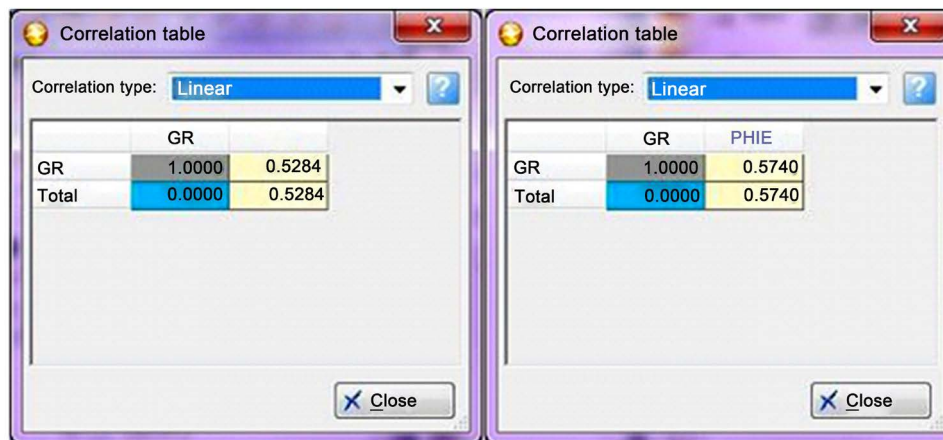 Correlation table
Correlation type: Linear
GR
GR 1.0000 0.5284
Total 0.0000 0.5284
Close
Correlation table
Correlation type: Linear
GR PHIE
GR 1.0000 0.5740
Total 0.0000 0.5740
Close